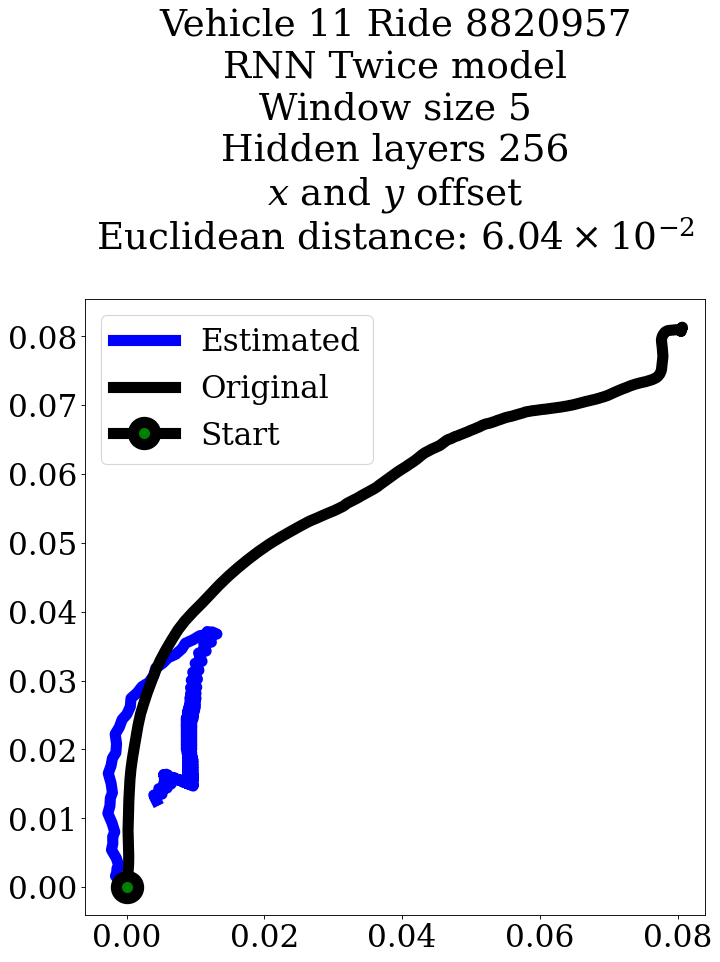 Vehicle 11 Ride 8820957
RNN Twice model
Window size 5
Hidden layers 256
x and y offset
Euclidean distance: 6.04 × 10⁻²
Estimated
Original
Start
0.08
0.07
0.06
0.05
0.04
0.03
0.02
0.01
0.00
0.00 0.02 0.04 0.06 0.08